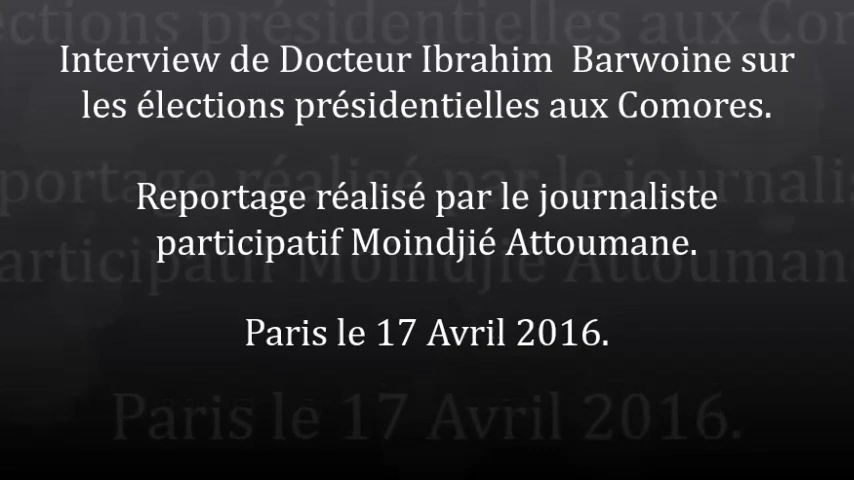 Interview de Docteur Ibrahim  Barwoine sur
les élections présidentielles aux Comores.
Reportage réalisé par le journaliste
participatif Moindjié Attoumane.
Paris le 17 Avril 2016.